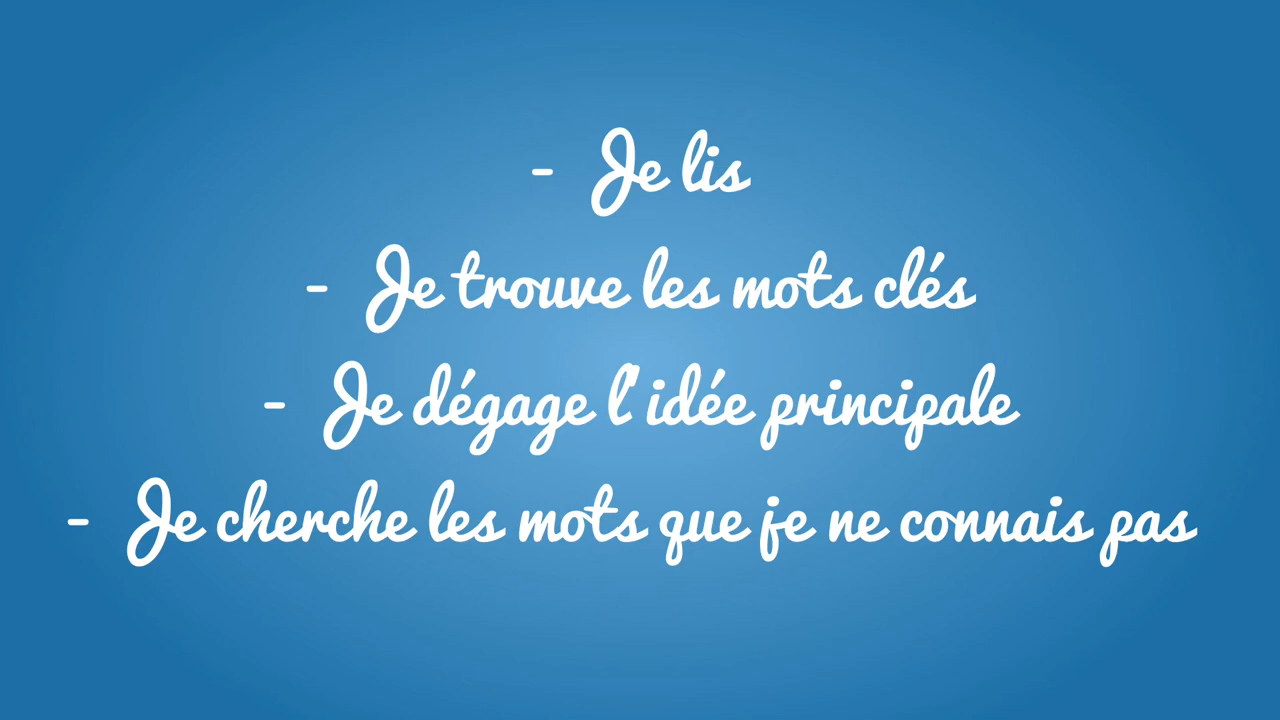 - Je lis
- Je trouve les mots clés
- Je dégage l'idée principale
- Je cherche les mots que je ne connais pas